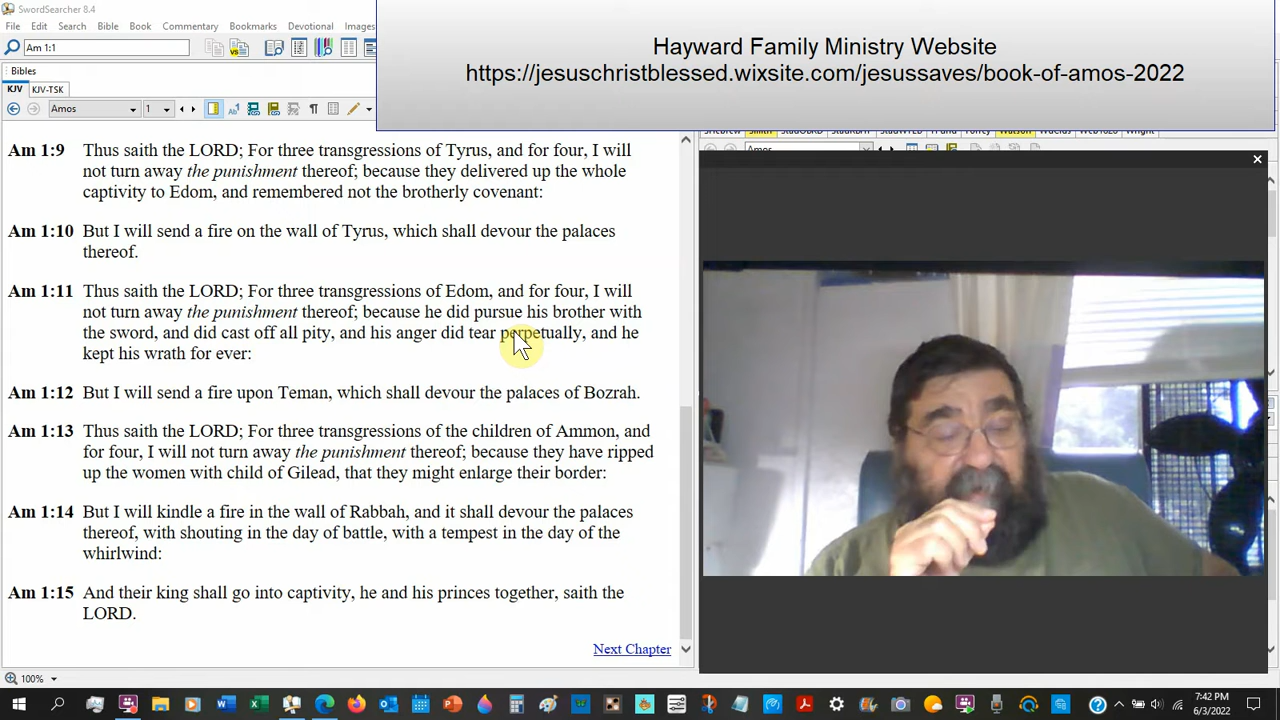 SwordSearcher 8.4
File Edit Search Bible Book Commentary Bookmarks Devotional Images
Hayward Family Ministry Website
https://jesuschristblessed.wixsite.com/jesussaves/book-of-amos-2022
Am 1:1
Bibles
KJV KJV-TSK
Amos 1
Amos
Am 1:9 Thus saith the LORD; For three transgressions of Tyrus, and for four, I will
not turn away the punishment thereof; because they delivered up the whole
captivity to Edom, and remembered not the brotherly covenant:
Am 1:10 But I will send a fire on the wall of Tyrus, which shall devour the palaces
thereof.
Am 1:11 Thus saith the LORD; For three transgressions of Edom, and for four, I will
not turn away the punishment thereof; because he did pursue his brother with
the sword, and did cast off all pity, and his anger did tear perpetually, and he
kept his wrath for ever:
Am 1:12 But I will send a fire upon Teman, which shall devour the palaces of Bozrah.
Am 1:13 Thus saith the LORD; For three transgressions of the children of Ammon, and
for four, I will not turn away the punishment thereof; because they have ripped
up the women with child of Gilead, that they might enlarge their border:
Am 1:14 But I will kindle a fire in the wall of Rabbah, and it shall devour the palaces
thereof, with shouting in the day of battle, with a tempest in the day of the
whirlwind:
Am 1:15 And their king shall go into captivity, he and his princes together, saith the
LORD.
Next Chapter
100%
7:42 PM
6/3/2022